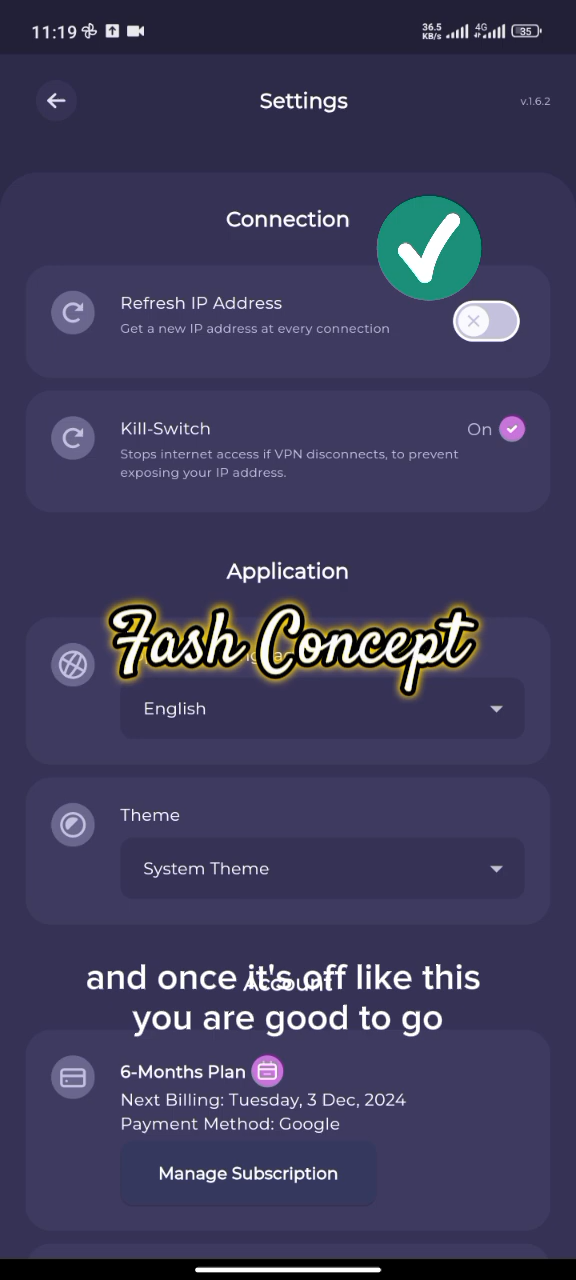 11:19
36.5
KB/s
4G
35
Settings
v.1.6.2
Connection
Refresh IP Address
Get a new IP address at every connection
Kill-Switch
On
Stops internet access if VPN disconnects, to prevent
exposing your IP address.
Application
Fash Concept
English
Theme
System Theme
Account
and once it's off like this
you are good to go
6-Months Plan
Next Billing: Tuesday, 3 Dec, 2024
Payment Method: Google
Manage Subscription